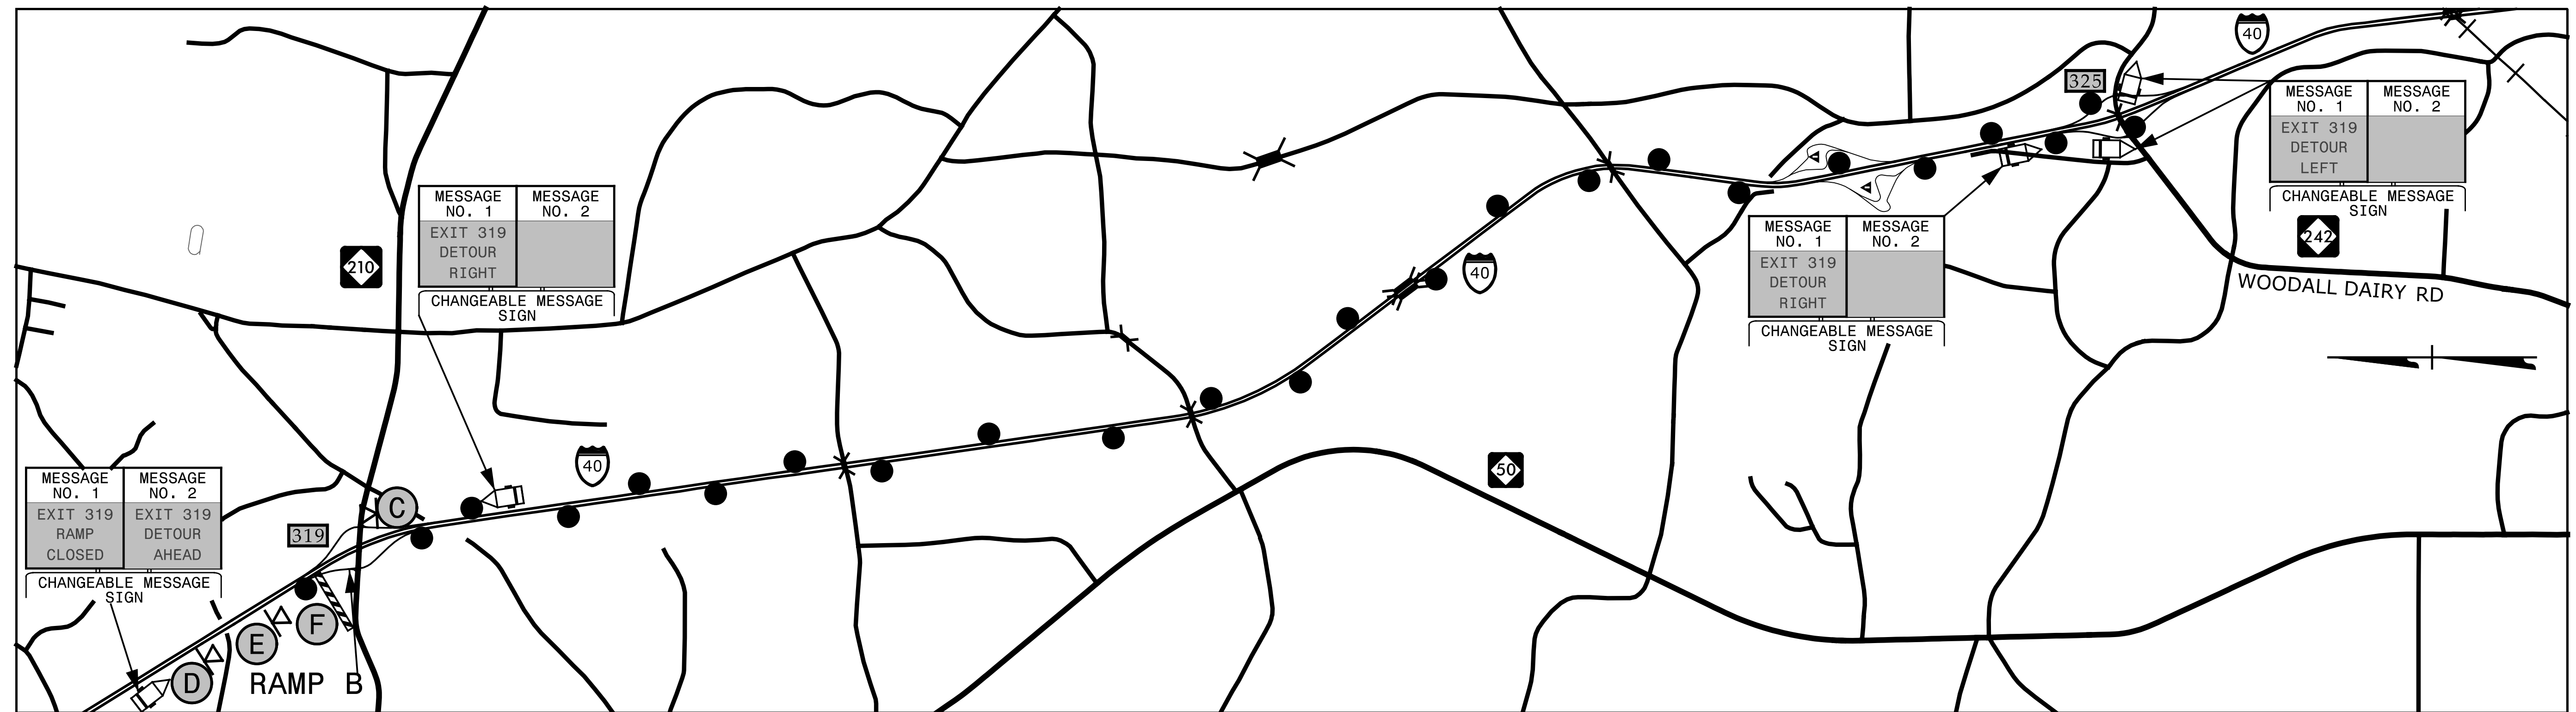 40
325
MESSAGE NO. 1
MESSAGE NO. 2
EXIT 319
DETOUR
LEFT
CHANGEABLE MESSAGE
SIGN
242
WOODALL DAIRY RD
MESSAGE NO. 1
MESSAGE NO. 2
EXIT 319
DETOUR
RIGHT
CHANGEABLE MESSAGE
SIGN
210
40
MESSAGE NO. 1
MESSAGE NO. 2
EXIT 319
DETOUR
RIGHT
CHANGEABLE MESSAGE
SIGN
40
50
MESSAGE NO. 1
MESSAGE NO. 2
EXIT 319
RAMP
CLOSED
EXIT 319
DETOUR
AHEAD
CHANGEABLE MESSAGE
SIGN
C
319
F
E
D
RAMP B